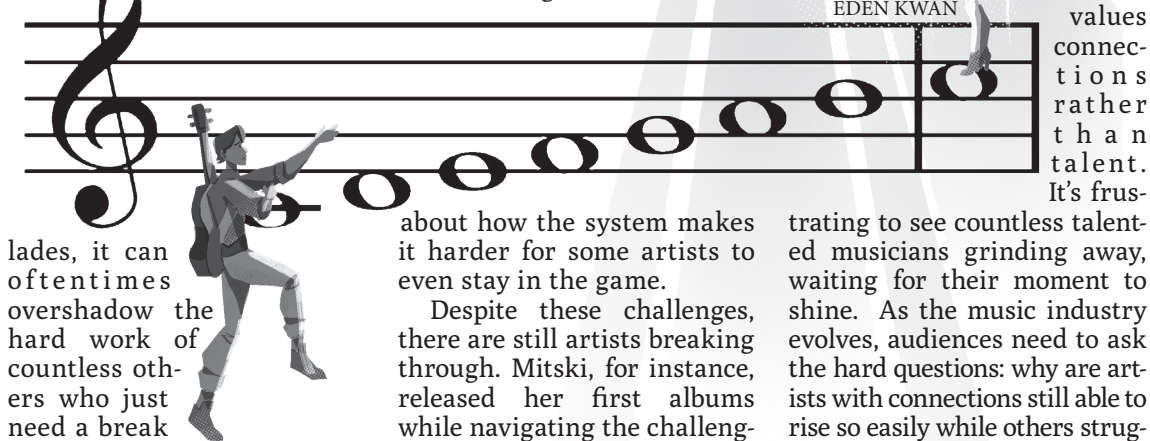 EDEN KWAN
lades, it can
oftentimes
overshadow the
hard work of
countless oth-
ers who just
need a break
about how the system makes
it harder for some artists to
even stay in the game.
Despite these challenges,
there are still artists breaking
through. Mitski, for instance,
released her first albums
while navigating the challeng-
values
connec-
tions
rather
than
talent.
It's frus-
trating to see countless talent-
ed musicians grinding away,
waiting for their moment to
shine. As the music industry
evolves, audiences need to ask
the hard questions: why are art-
ists with connections still able to
rise so easily while others strug-